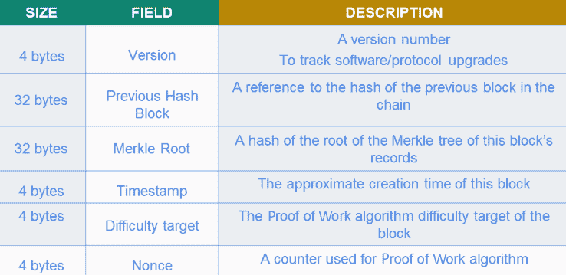 SIZE FIELD DESCRIPTION
4 bytes Version A version number
To track software/protocol upgrades
32 bytes Previous Hash Block A reference to the hash of the previous block in the
chain
32 bytes Merkle Root A hash of the root of the Merkle tree of this block's
records
4 bytes Timestamp The approximate creation time of this block
4 bytes Difficulty target The Proof of Work algorithm difficulty target of the
block
4 bytes Nonce A counter used for Proof of Work algorithm